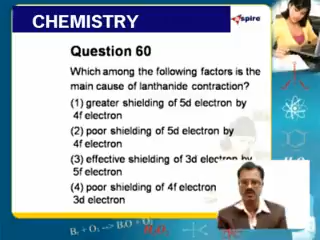 CHEMISTRY
spire
Question 60
Which among the following factors is the
main cause of lanthanide contraction?
(1) greater shielding of 5d electron by
4f electron
(2) poor shielding of 5d electron by
4f electron
(3) effective shielding of 3d electron by
5f electron
(4) poor shielding of 4f electron
3d electron